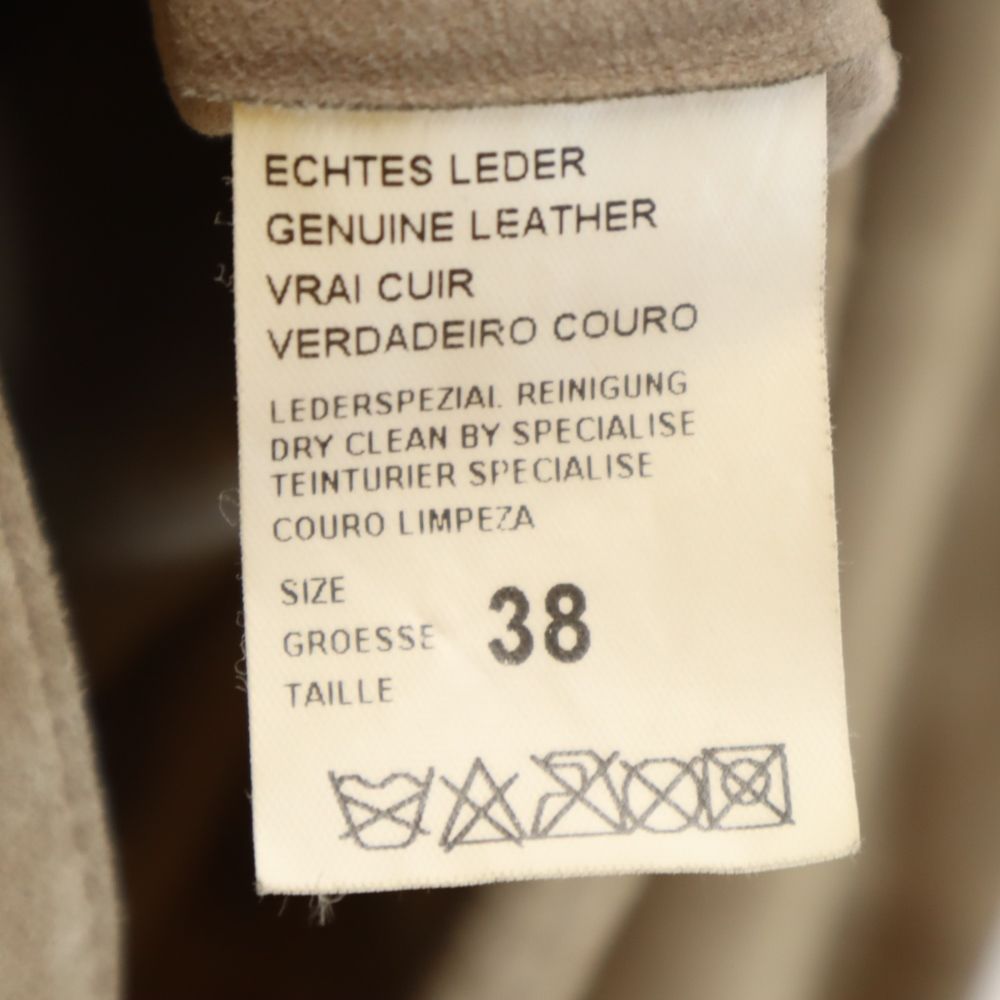 ECHTES LEDER
GENUINE LEATHER
VRAI CUIR
VERDADEIRO COURO
LEDERSPEZIAL REINIGUNG
DRY CLEAN BY SPECIALISE
TEINTURIER SPECIALISE
COURO LIMPEZA
SIZE
GROESSE 38
TAILLE